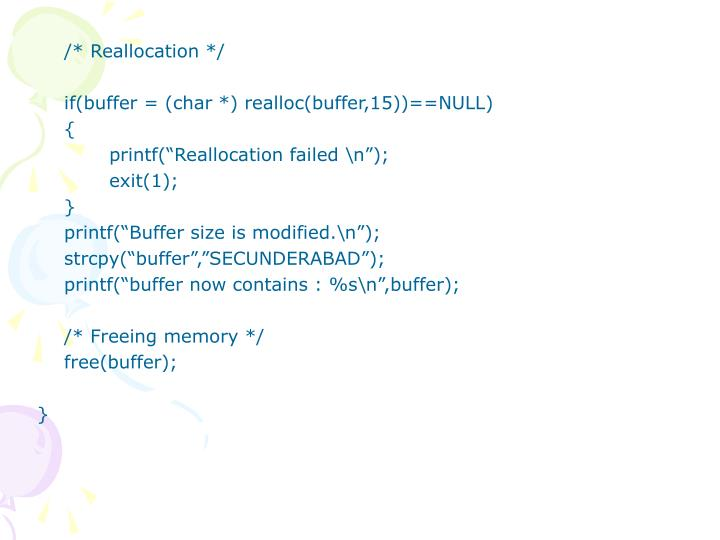 /* Reallocation */
if(buffer = (char *) realloc(buffer,15))==NULL)
{
printf(“Reallocation failed \n”);
exit(1);
}
printf(“Buffer size is modified.\n”);
strcpy(“buffer”,”SECUNDERABAD”);
printf(“buffer now contains : %s\n”,buffer);
/* Freeing memory */
free(buffer);
}